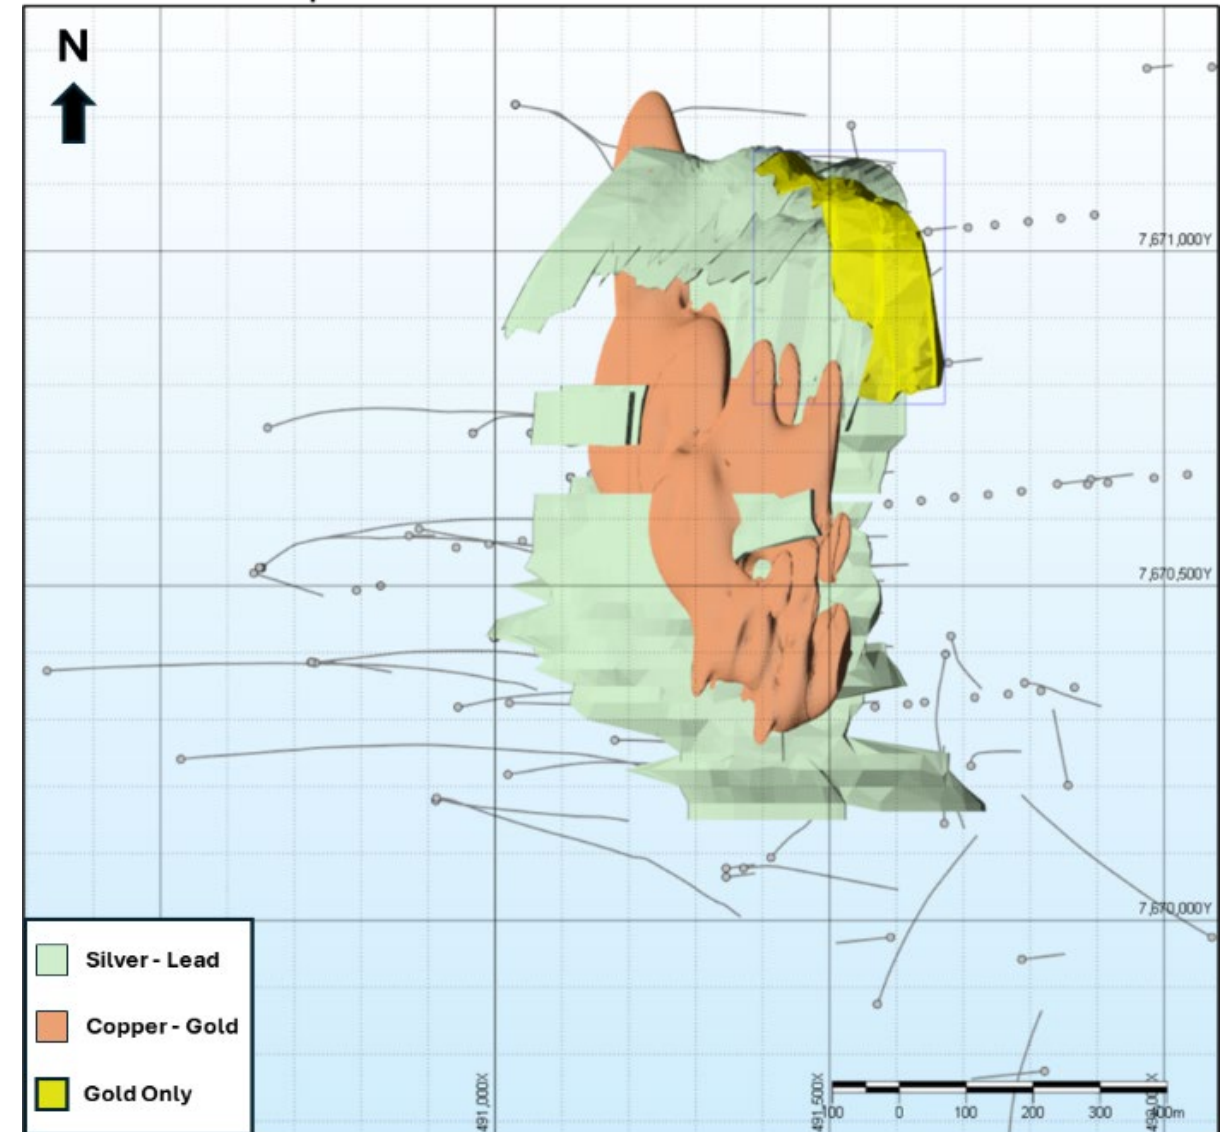 N
7,671,000Y
7,670,500Y
7,670,000Y
Silver - Lead
Copper - Gold
Gold Only
491,000X
491,500X
100 0 100 200 300 400m